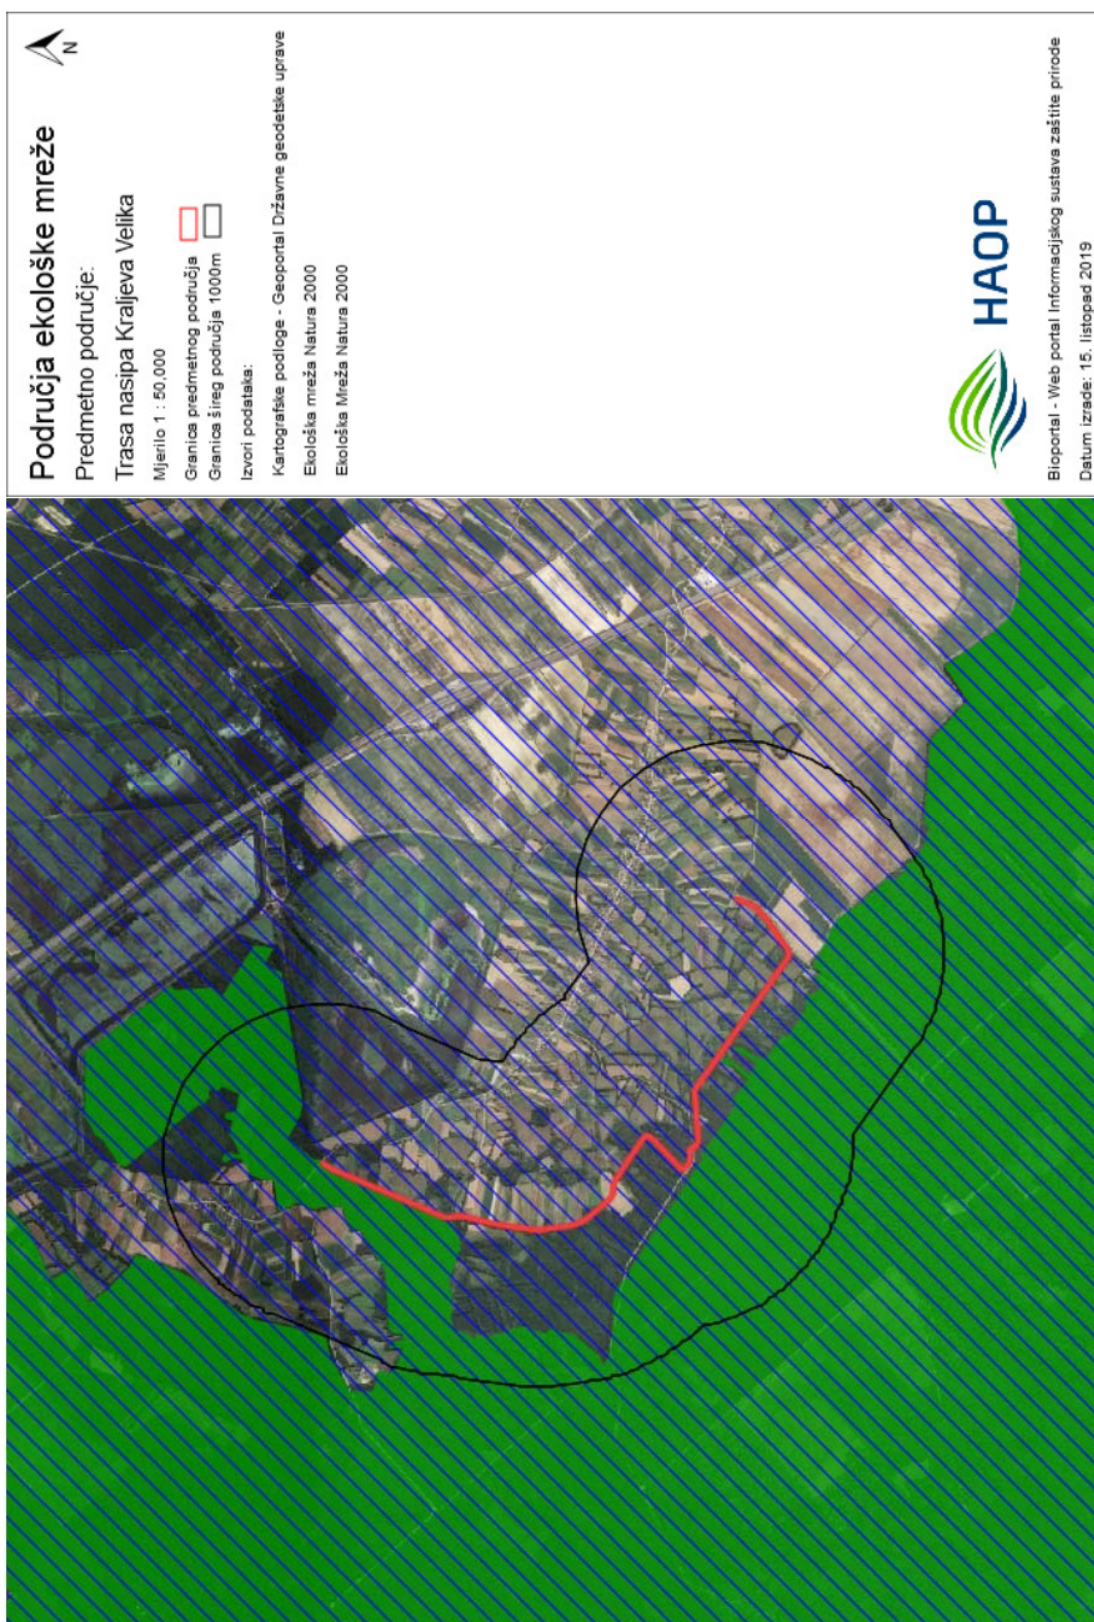 Područja ekološke mreže
N
Predmetno područje:
Trasa nasipa Kraljeva Velika
Mjerilo 1 : 50.000
Granica predmetnog područja
Granica šireg područja 1000m
Izvori podataka:
Kartografske podloge - Geoportal Državne geodetske uprave
Ekološka mreža Natura 2000
Ekološka Mreža Natura 2000
HAOP
Bioportal - Web portal Informacijskog sustava zaštite prirode
Datum izrade: 15. listopad 2019